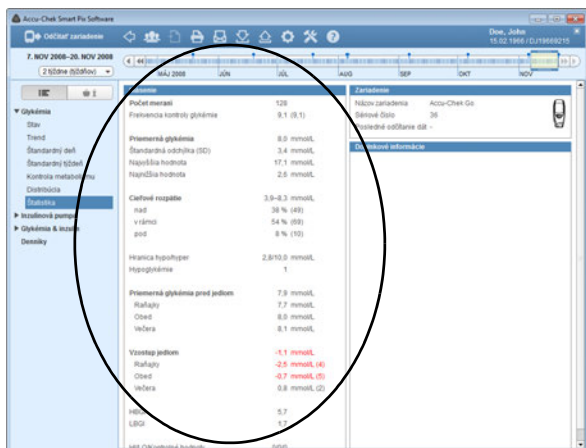 Accu-Chek Smart Pix Software
Odčítať zariadenie
Doe, John
15.02.1966 / DJ19669215
7. NOV 2008–20. NOV 2008
2 týždne (týždňov)
MÁJ 2008 JÚN JÚL AUG SEP OKT NOV
Glykémia
Stav
Trend
Štandardný deň
Štandardný týždeň
Kontrola metabolizmu
Distribúcia
Štatistika
Inzulínová pumpa
Glykémia & inzulín
Denníky
Počet meraní 128
Frekvencia kontroly glykémie 9,1 (9,1)
Priemerná glykémia 8,0 mmol/L
Štandardná odchýlka (SD) 3,4 mmol/L
Najvyššia hodnota 17,1 mmol/L
Najnižšia hodnota 2,6 mmol/L
Cieľové rozpätie 3,9–8,3 mmol/L
nad 38 % (49)
v rámci 54 % (69)
pod 8 % (10)
Hranica hypo/hyper 2,8/10,0 mmol/L
Hypoglykémie 1
Priemerná glykémia pred jedlom 7,9 mmol/L
Raňajky 7,7 mmol/L
Obed 8,0 mmol/L
Večera 8,1 mmol/L
Vzostup jedlom -1,1 mmol/L
Raňajky -2,5 mmol/L (4)
Obed -0,7 mmol/L (5)
Večera 0,8 mmol/L (2)
HBGI 5,7
LBGI 1,7
Zariadenie
Názov zariadenia Accu-Chek Go
Sériové číslo 36
Posledné odčítanie dát -
Doplnkové informácie